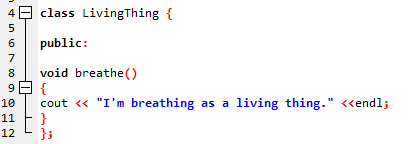 4 class LivingThing {
5
6 public:
7
8 void breathe()
9 {
10 cout << "I'm breathing as a living thing." <<endl;
11 }
12 };